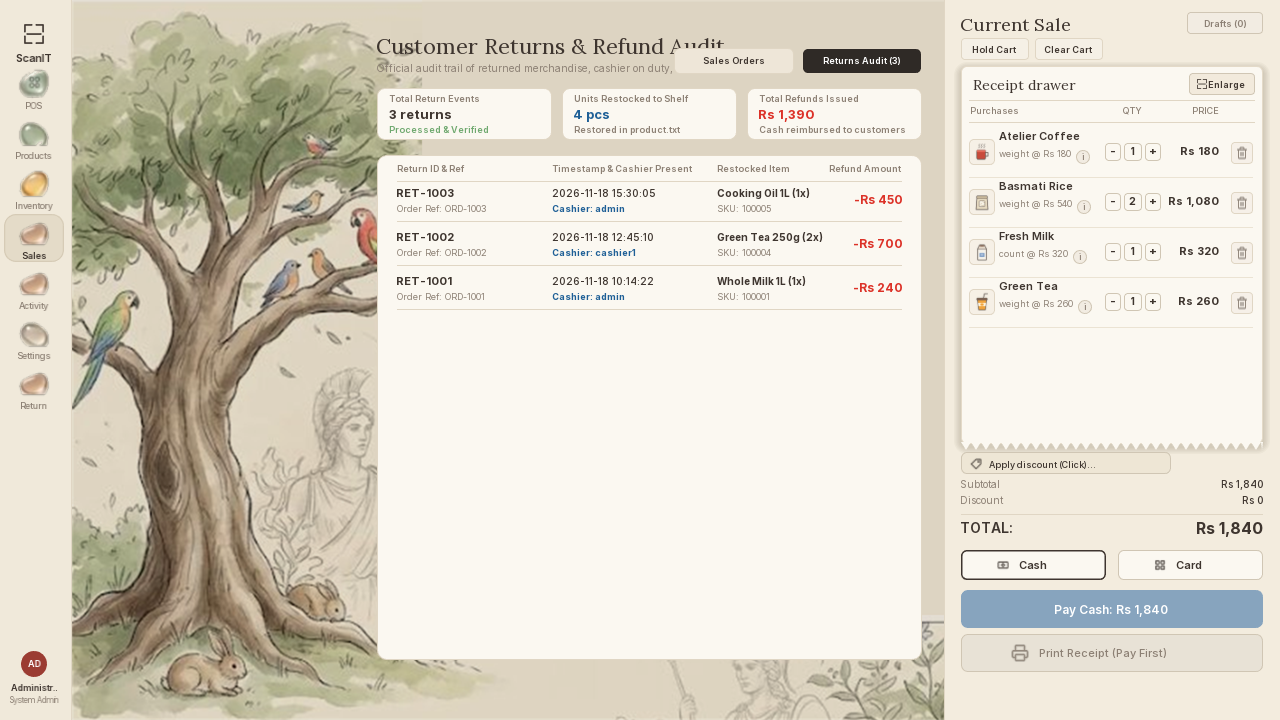 ScanIT
POS
Products
Inventory
Sales
Activity
Settings
Return
AD
Administr..
System Admin
Customer Returns & Refund Audit
Official audit trail of returned merchandise, cashier on duty,
Sales Orders
Returns Audit (3)
Total Return Events
3 returns
Processed & Verified
Units Restocked to Shelf
4 pcs
Restored in product.txt
Total Refunds Issued
Rs 1,390
Cash reimbursed to customers
Return ID & Ref Timestamp & Cashier Present Restocked Item Refund Amount
RET-1003 2026-11-18 15:30:05 Cooking Oil 1L (1x) -Rs 450
Order Ref: ORD-1003 Cashier: admin SKU: 100005
RET-1002 2026-11-18 12:45:10 Green Tea 250g (2x) -Rs 700
Order Ref: ORD-1002 Cashier: cashier1 SKU: 100004
RET-1001 2026-11-18 10:14:22 Whole Milk 1L (1x) -Rs 240
Order Ref: ORD-1001 Cashier: admin SKU: 100001
Current Sale
Drafts (0)
Hold Cart
Clear Cart
Receipt drawer
Enlarge
Purchases QTY PRICE
Atelier Coffee
weight @ Rs 180 i - 1 + Rs 180
Basmati Rice
weight @ Rs 540 i - 2 + Rs 1,080
Fresh Milk
count @ Rs 320 i - 1 + Rs 320
Green Tea
weight @ Rs 260 i - 1 + Rs 260
Apply discount (Click)...
Subtotal Rs 1,840
Discount Rs 0
TOTAL: Rs 1,840
Cash
Card
Pay Cash: Rs 1,840
Print Receipt (Pay First)